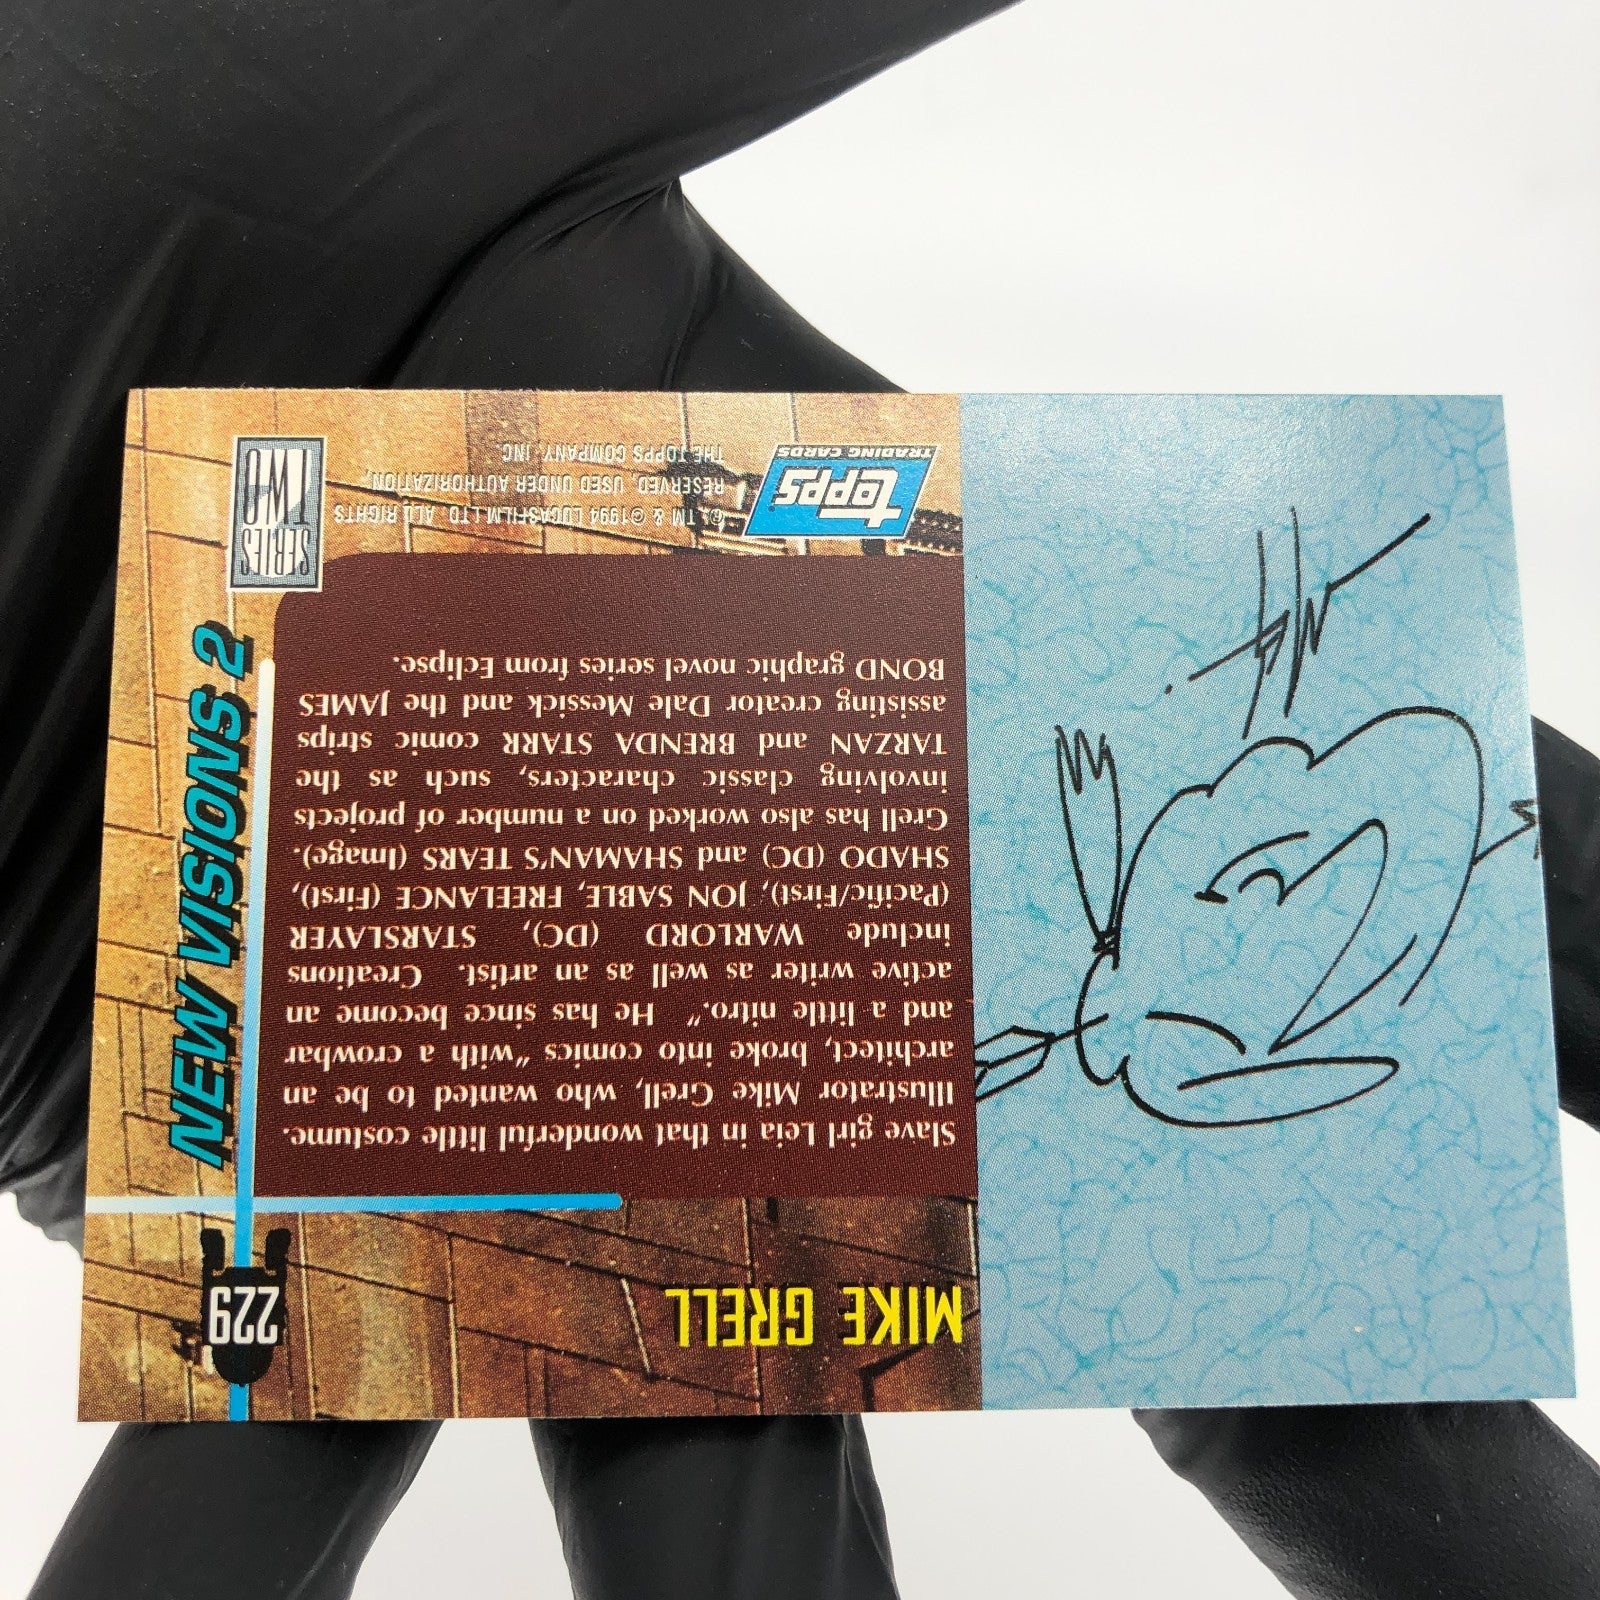 229
MIKE GRELL
NEW VISIONS 2
Slave girl Leia in that wonderful little costume.
Illustrator Mike Grell, who wanted to be an
architect, broke into comics "with a crowbar
and a little nitro." He has since become an
active writer as well as an artist. Creations
include WARLORD (DC), STARSLAYER
(Pacific/First), JON SABLE, FREELANCE (First),
SHADO (DC) and SHAMAN'S TEARS (Image).
Grell has also worked on a number of projects
involving classic characters, such as the
TARZAN and BRENDA STARR comic strips
assisting creator Dale Messick and the JAMES
BOND graphic novel series from Eclipse.
SERIES
TWO
topps
TRADING CARDS
®, TM & ©1994 LUCASFILM LTD. ALL RIGHTS
RESERVED. USED UNDER AUTHORIZATION,
THE TOPPS COMPANY, INC.